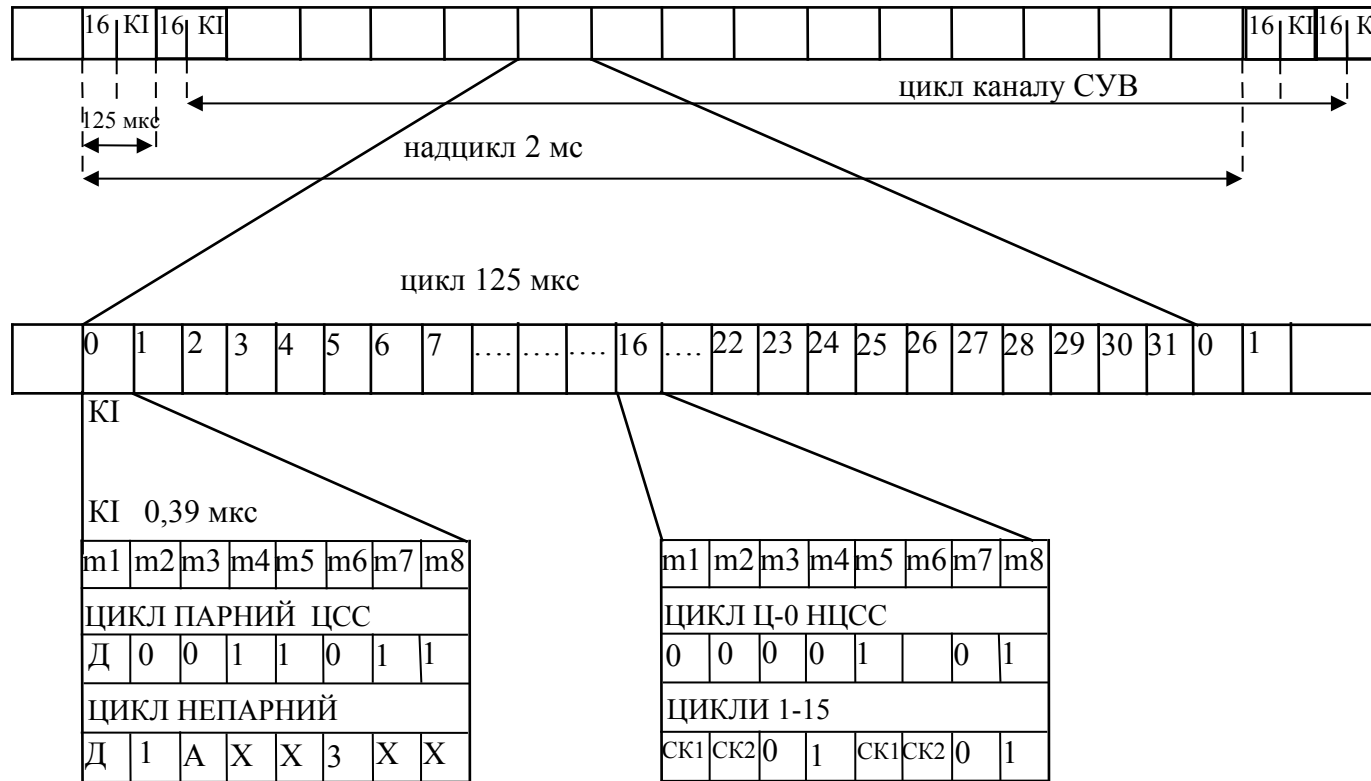 16 КІ 16 КІ 16 КІ 16 К
цикл каналу СУВ
125 мкс
надцикл 2 мс
цикл 125 мкс
0 1 2 3 4 5 6 7 …. …. …. 16 …. 22 23 24 25 26 27 28 29 30 31 0 1
КІ
КІ 0,39 мкс
m1 m2 m3 m4 m5 m6 m7 m8
ЦИКЛ ПАРНИЙ ЦСС
Д 0 0 1 1 0 1 1
ЦИКЛ НЕПАРНИЙ
Д 1 А Х Х З Х Х
m1 m2 m3 m4 m5 m6 m7 m8
ЦИКЛ Ц-0 НЦСС
0 0 0 0 1 0 1
ЦИКЛИ 1-15
СК1 СК2 0 1 СК1 СК2 0 1